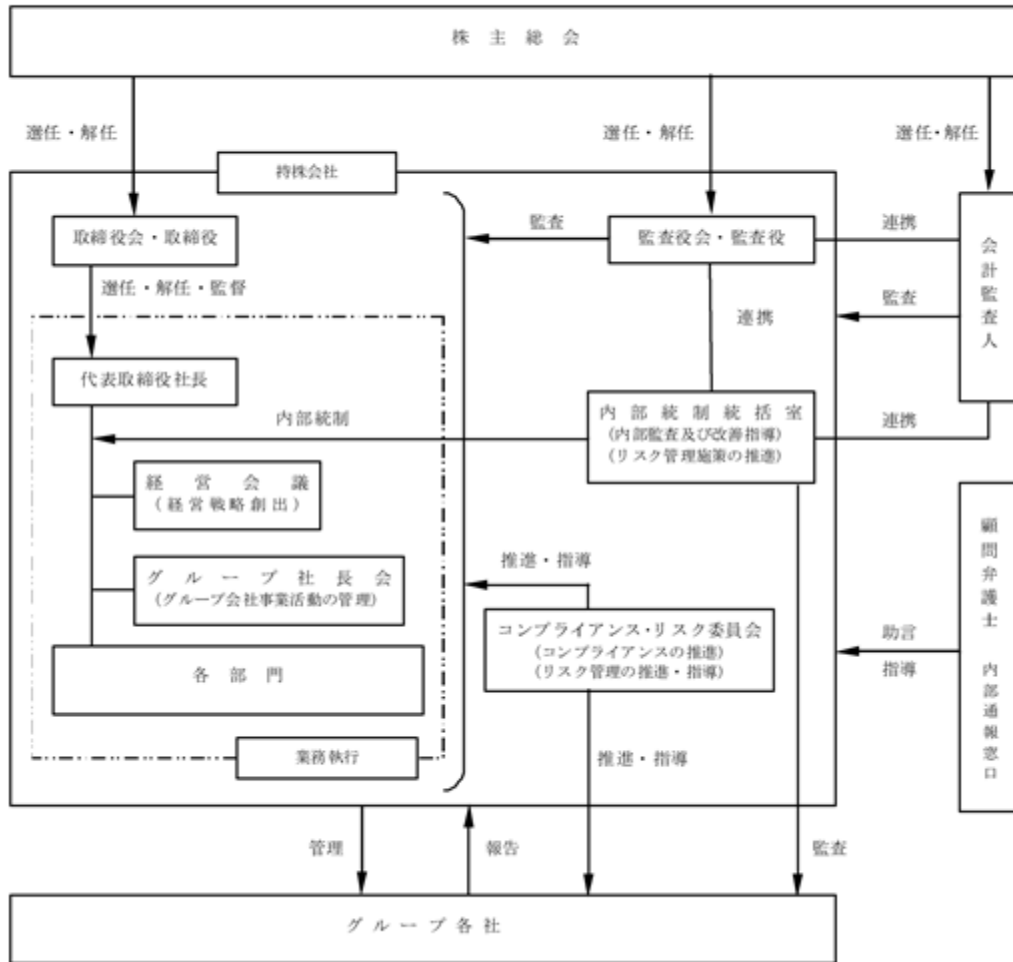 株主総会
選任・解任
選任・解任
選任・解任
持株会社
取締役会・取締役
監査
監査役会・監査役
連携
会計監査人
選任・解任・監督
連携
監査
代表取締役社長
内部統制
内部統制統括室
(内部監査及び改善指導)
(リスク管理施策の推進)
連携
経営会議
(経営戦略創出)
グループ社長会
(グループ会社事業活動の管理)
推進・指導
コンプライアンス・リスク委員会
(コンプライアンスの推進)
(リスク管理の推進・指導)
助言
指導
顧問弁護士 内部通報窓口
各部門
業務執行
推進・指導
管理
報告
監査
グループ各社